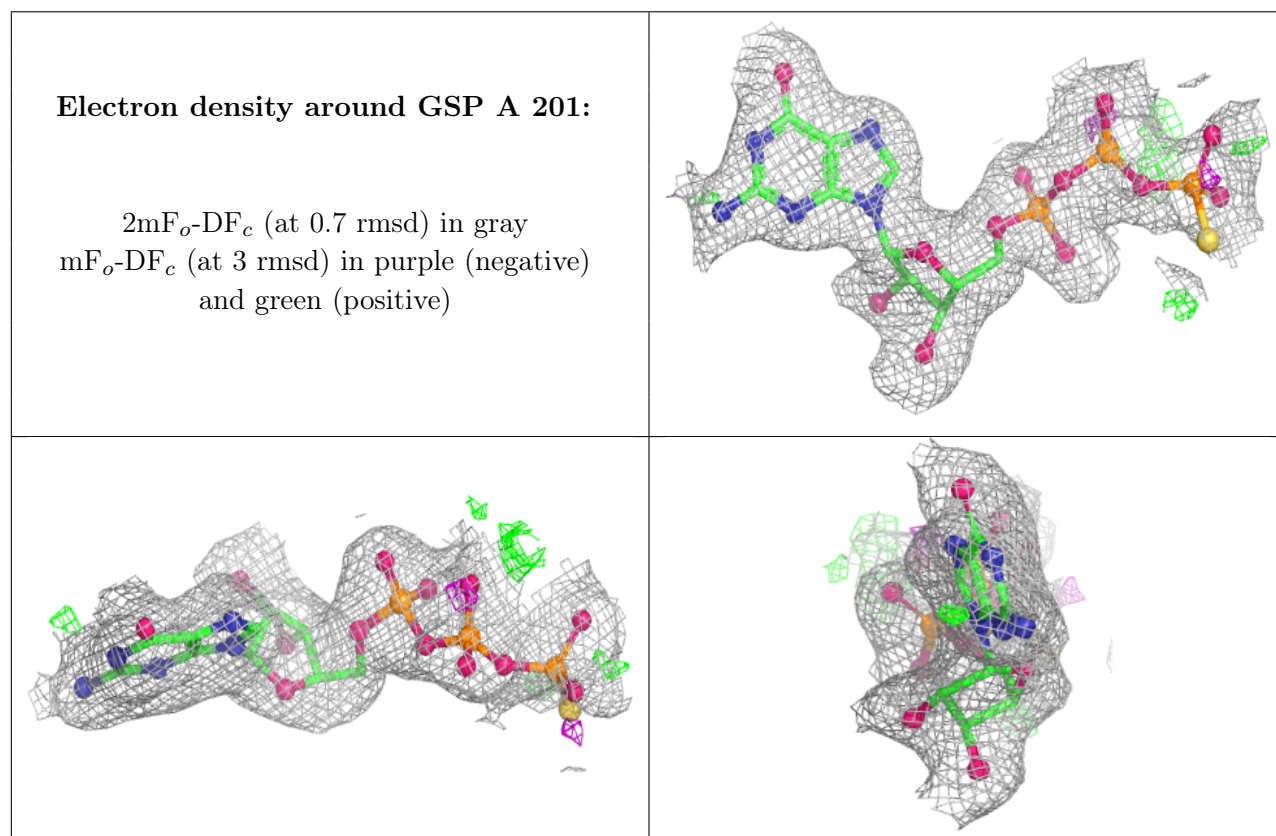 Electron density around GSP A 201:
2mFo-DFc (at 0.7 rmsd) in gray
mFo-DFc (at 3 rmsd) in purple (negative)
and green (positive)